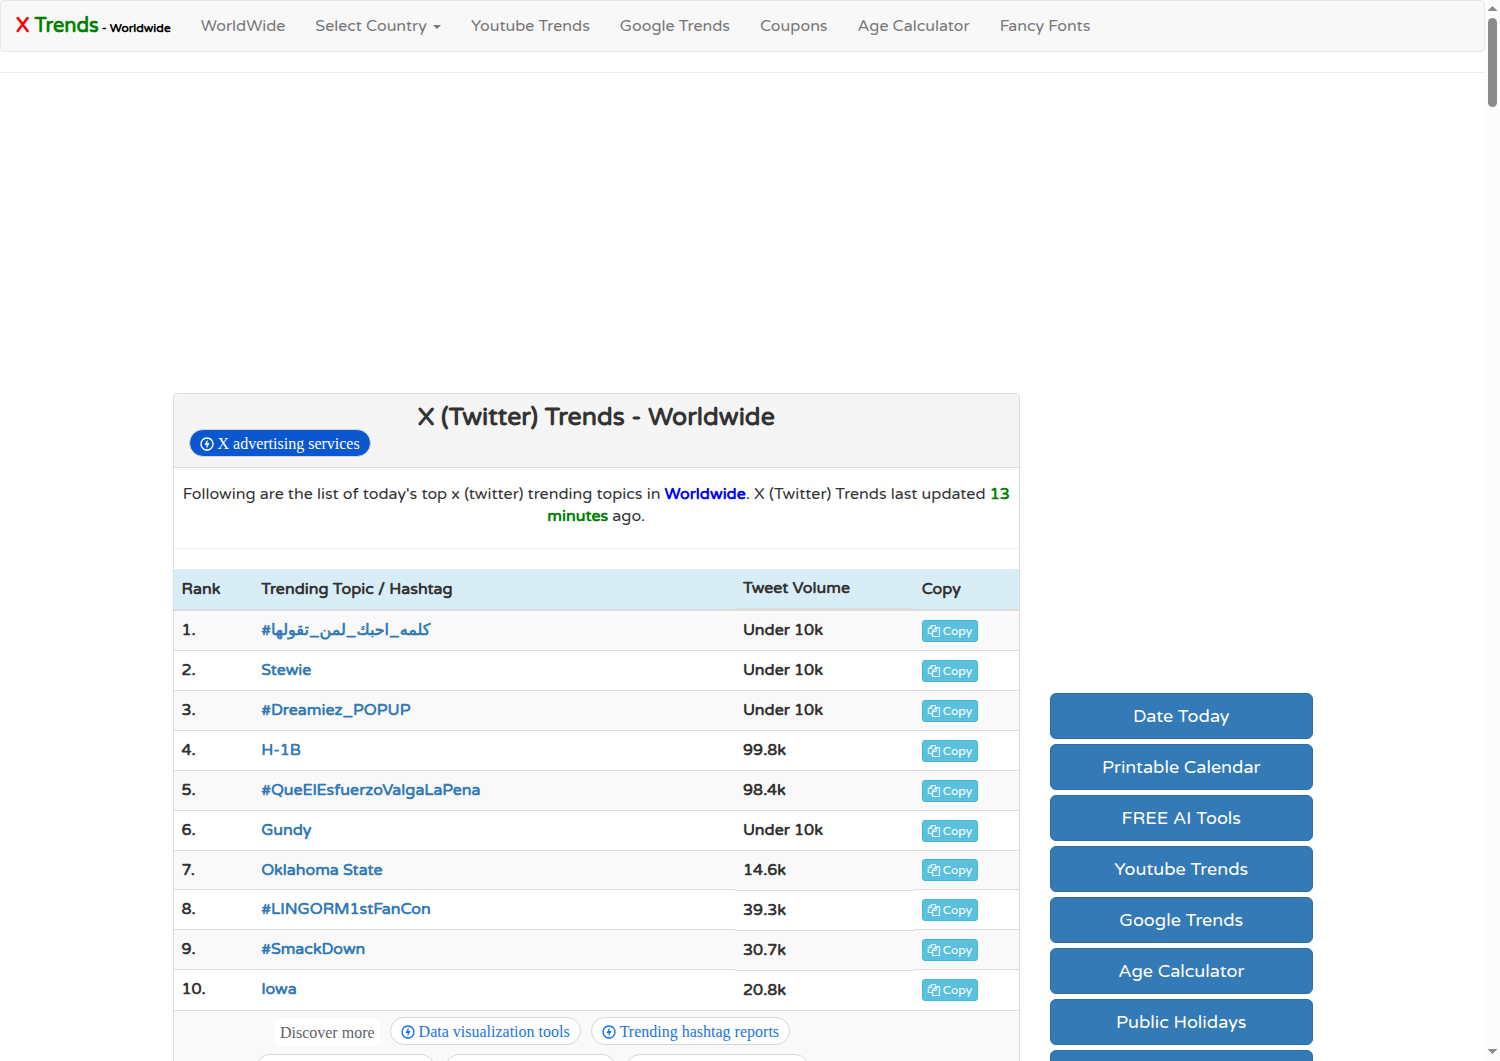 X Trends - Worldwide WorldWide Select Country Youtube Trends Google Trends Coupons Age Calculator Fancy Fonts
X (Twitter) Trends - Worldwide
X advertising services
Following are the list of today's top x (twitter) trending topics in Worldwide. X (Twitter) Trends last updated 13
minutes ago.
Rank Trending Topic / Hashtag Tweet Volume Copy
1. #كلمه_احبك_لمن_تقولها Under 10k Copy
2. Stewie Under 10k Copy
3. #Dreamiez_POPUP Under 10k Copy
4. H-1B 99.8k Copy
5. #QueElEsfuerzoValgaLaPena 98.4k Copy
6. Gundy Under 10k Copy
7. Oklahoma State 14.6k Copy
8. #LINGORM1stFanCon 39.3k Copy
9. #SmackDown 30.7k Copy
10. Iowa 20.8k Copy
Discover more Data visualization tools Trending hashtag reports
Date Today
Printable Calendar
FREE AI Tools
Youtube Trends
Google Trends
Age Calculator
Public Holidays